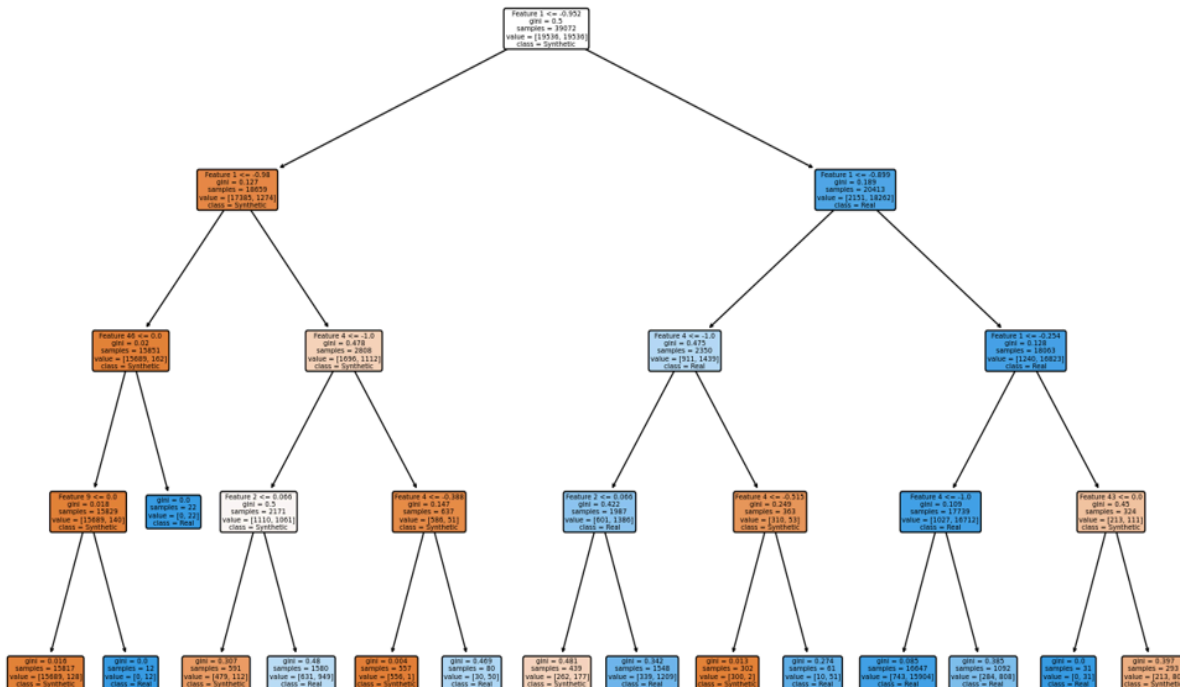 Feature 1 <= -0.952
gini = 0.5
samples = 39072
value = [19536, 19536]
class = Synthetic
Feature 1 <= -0.98
gini = 0.127
samples = 18659
value = [17385, 1274]
class = Synthetic
Feature 1 <= -0.899
gini = 0.189
samples = 20413
value = [2151, 18262]
class = Real
Feature 46 <= 0.0
gini = 0.02
samples = 15851
value = [15689, 162]
class = Synthetic
Feature 4 <= -1.0
gini = 0.478
samples = 2808
value = [1696, 1112]
class = Synthetic
Feature 4 <= -1.0
gini = 0.475
samples = 2350
value = [911, 1439]
class = Real
Feature 1 <= -0.254
gini = 0.128
samples = 18063
value = [1240, 16823]
class = Real
Feature 9 <= 0.0
gini = 0.018
samples = 15829
value = [15689, 140]
class = Synthetic
gini = 0.0
samples = 22
value = [0, 22]
class = Real
Feature 2 <= 0.066
gini = 0.5
samples = 2171
value = [1110, 1061]
class = Synthetic
Feature 4 <= -0.388
gini = 0.147
samples = 637
value = [586, 51]
class = Synthetic
Feature 2 <= 0.066
gini = 0.422
samples = 1987
value = [601, 1386]
class = Real
Feature 4 <= -0.515
gini = 0.249
samples = 363
value = [310, 53]
class = Synthetic
Feature 4 <= -1.0
gini = 0.109
samples = 17739
value = [1027, 16712]
class = Real
Feature 43 <= 0.0
gini = 0.45
samples = 324
value = [213, 111]
class = Synthetic
gini = 0.016
samples = 15817
value = [15689, 128]
class = Synthetic
gini = 0.0
samples = 12
value = [0, 12]
class = Real
gini = 0.307
samples = 591
value = [479, 112]
class = Synthetic
gini = 0.48
samples = 1580
value = [631, 949]
class = Real
gini = 0.004
samples = 557
value = [556, 1]
class = Synthetic
gini = 0.469
samples = 80
value = [30, 50]
class = Real
gini = 0.481
samples = 439
value = [262, 177]
class = Synthetic
gini = 0.342
samples = 1548
value = [339, 1209]
class = Real
gini = 0.013
samples = 302
value = [300, 2]
class = Synthetic
gini = 0.274
samples = 61
value = [10, 51]
class = Real
gini = 0.085
samples = 16647
value = [743, 15904]
class = Real
gini = 0.385
samples = 1092
value = [284, 808]
class = Real
gini = 0.0
samples = 31
value = [0, 31]
class = Real
gini = 0.397
samples = 293
value = [213, 80
class = Synthetic